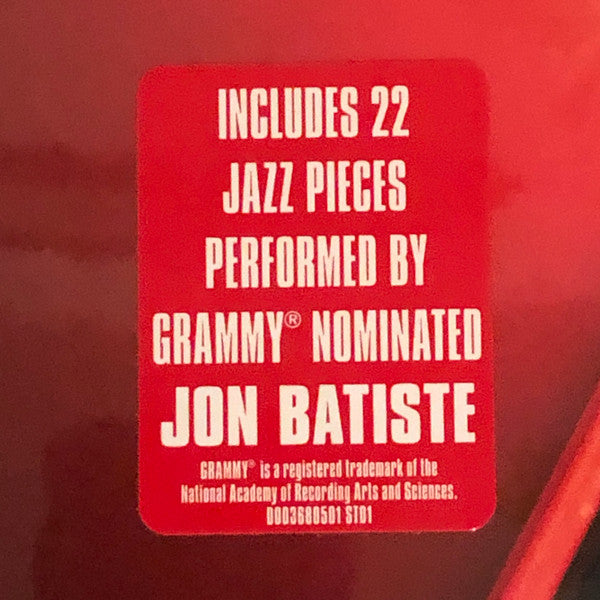 INCLUDES 22
JAZZ PIECES
PERFORMED BY
GRAMMY® NOMINATED
JON BATISTE
GRAMMY® is a registered trademark of the
National Academy of Recording Arts and Sciences.
D003680501 ST01